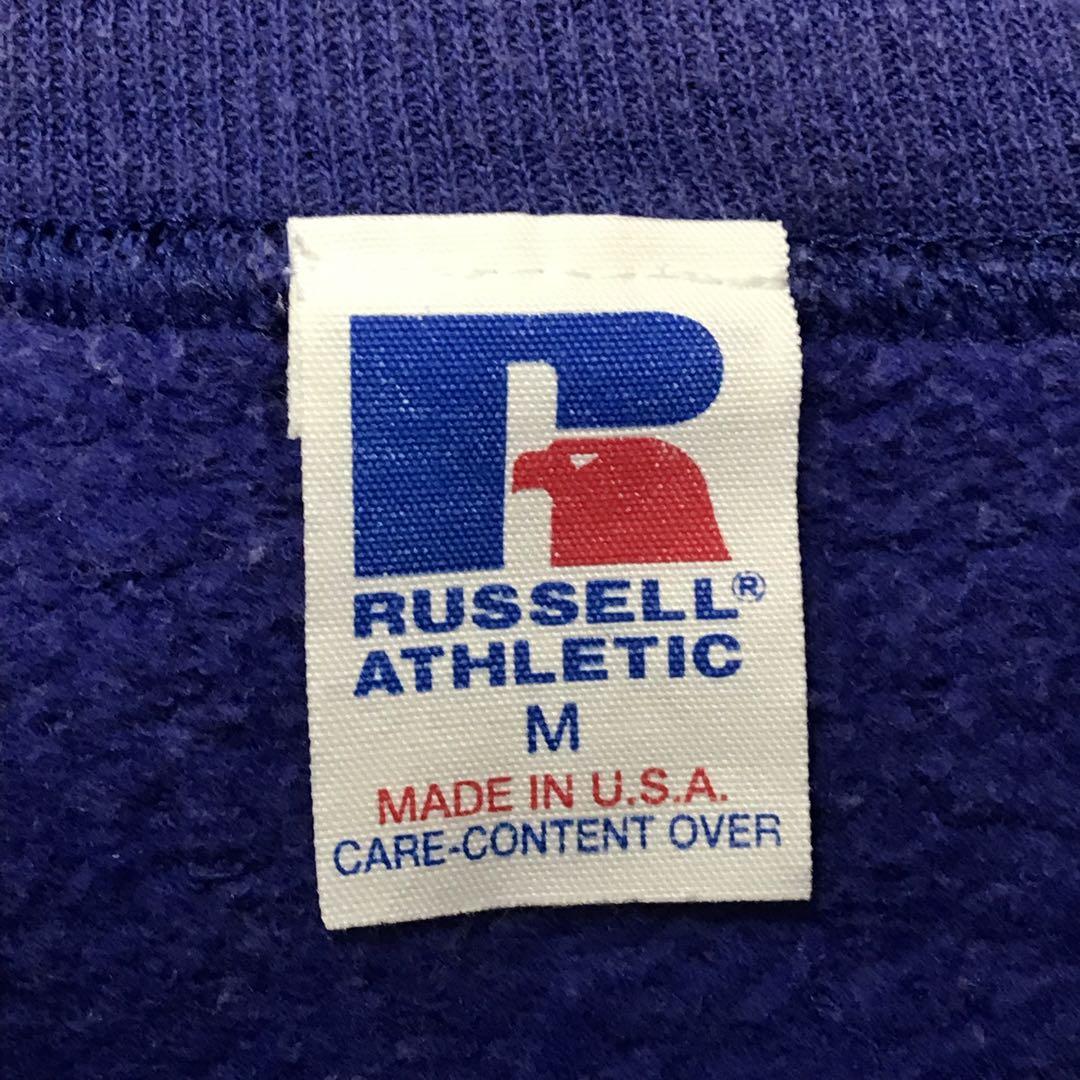 R
RUSSELL®
ATHLETIC
M
MADE IN U.S.A.
CARE-CONTENT OVER